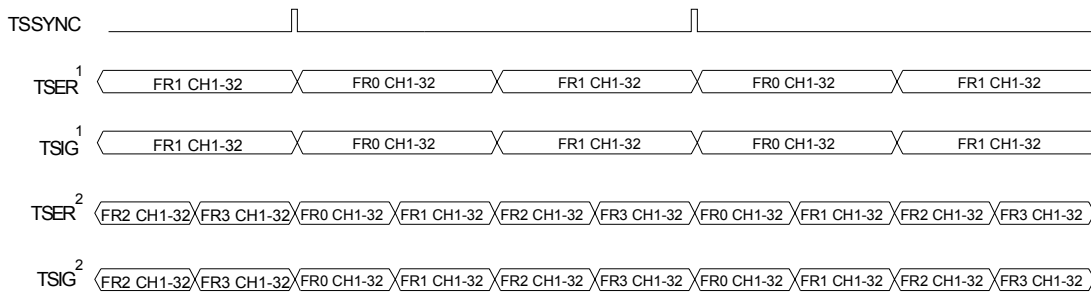 TSSYNC
TSER1 FR1 CH1-32 FR0 CH1-32 FR1 CH1-32 FR0 CH1-32 FR1 CH1-32
TSIG1 FR1 CH1-32 FR0 CH1-32 FR1 CH1-32 FR0 CH1-32 FR1 CH1-32
TSER2 FR2 CH1-32 FR3 CH1-32 FR0 CH1-32 FR1 CH1-32 FR2 CH1-32 FR3 CH1-32 FR0 CH1-32 FR1 CH1-32 FR2 CH1-32 FR3 CH1-32
TSIG2 FR2 CH1-32 FR3 CH1-32 FR0 CH1-32 FR1 CH1-32 FR2 CH1-32 FR3 CH1-32 FR0 CH1-32 FR1 CH1-32 FR2 CH1-32 FR3 CH1-32